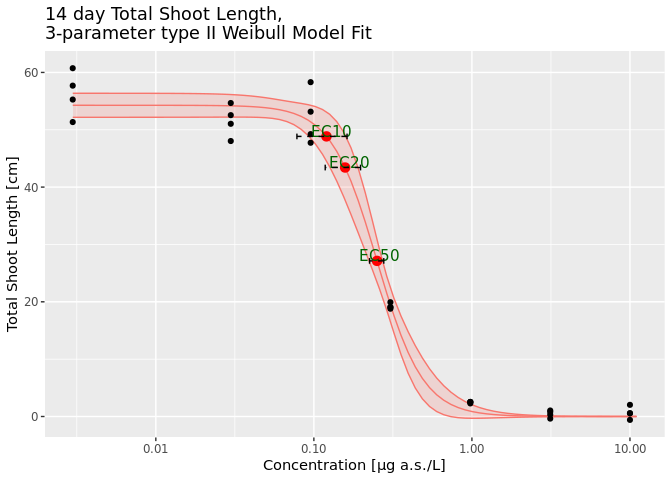 14 day Total Shoot Length,
3-parameter type II Weibull Model Fit
60
40
20
0
Total Shoot Length [cm]
EC10
EC20
EC50
0.01
0.10
1.00
10.00
Concentration [µg a.s./L]